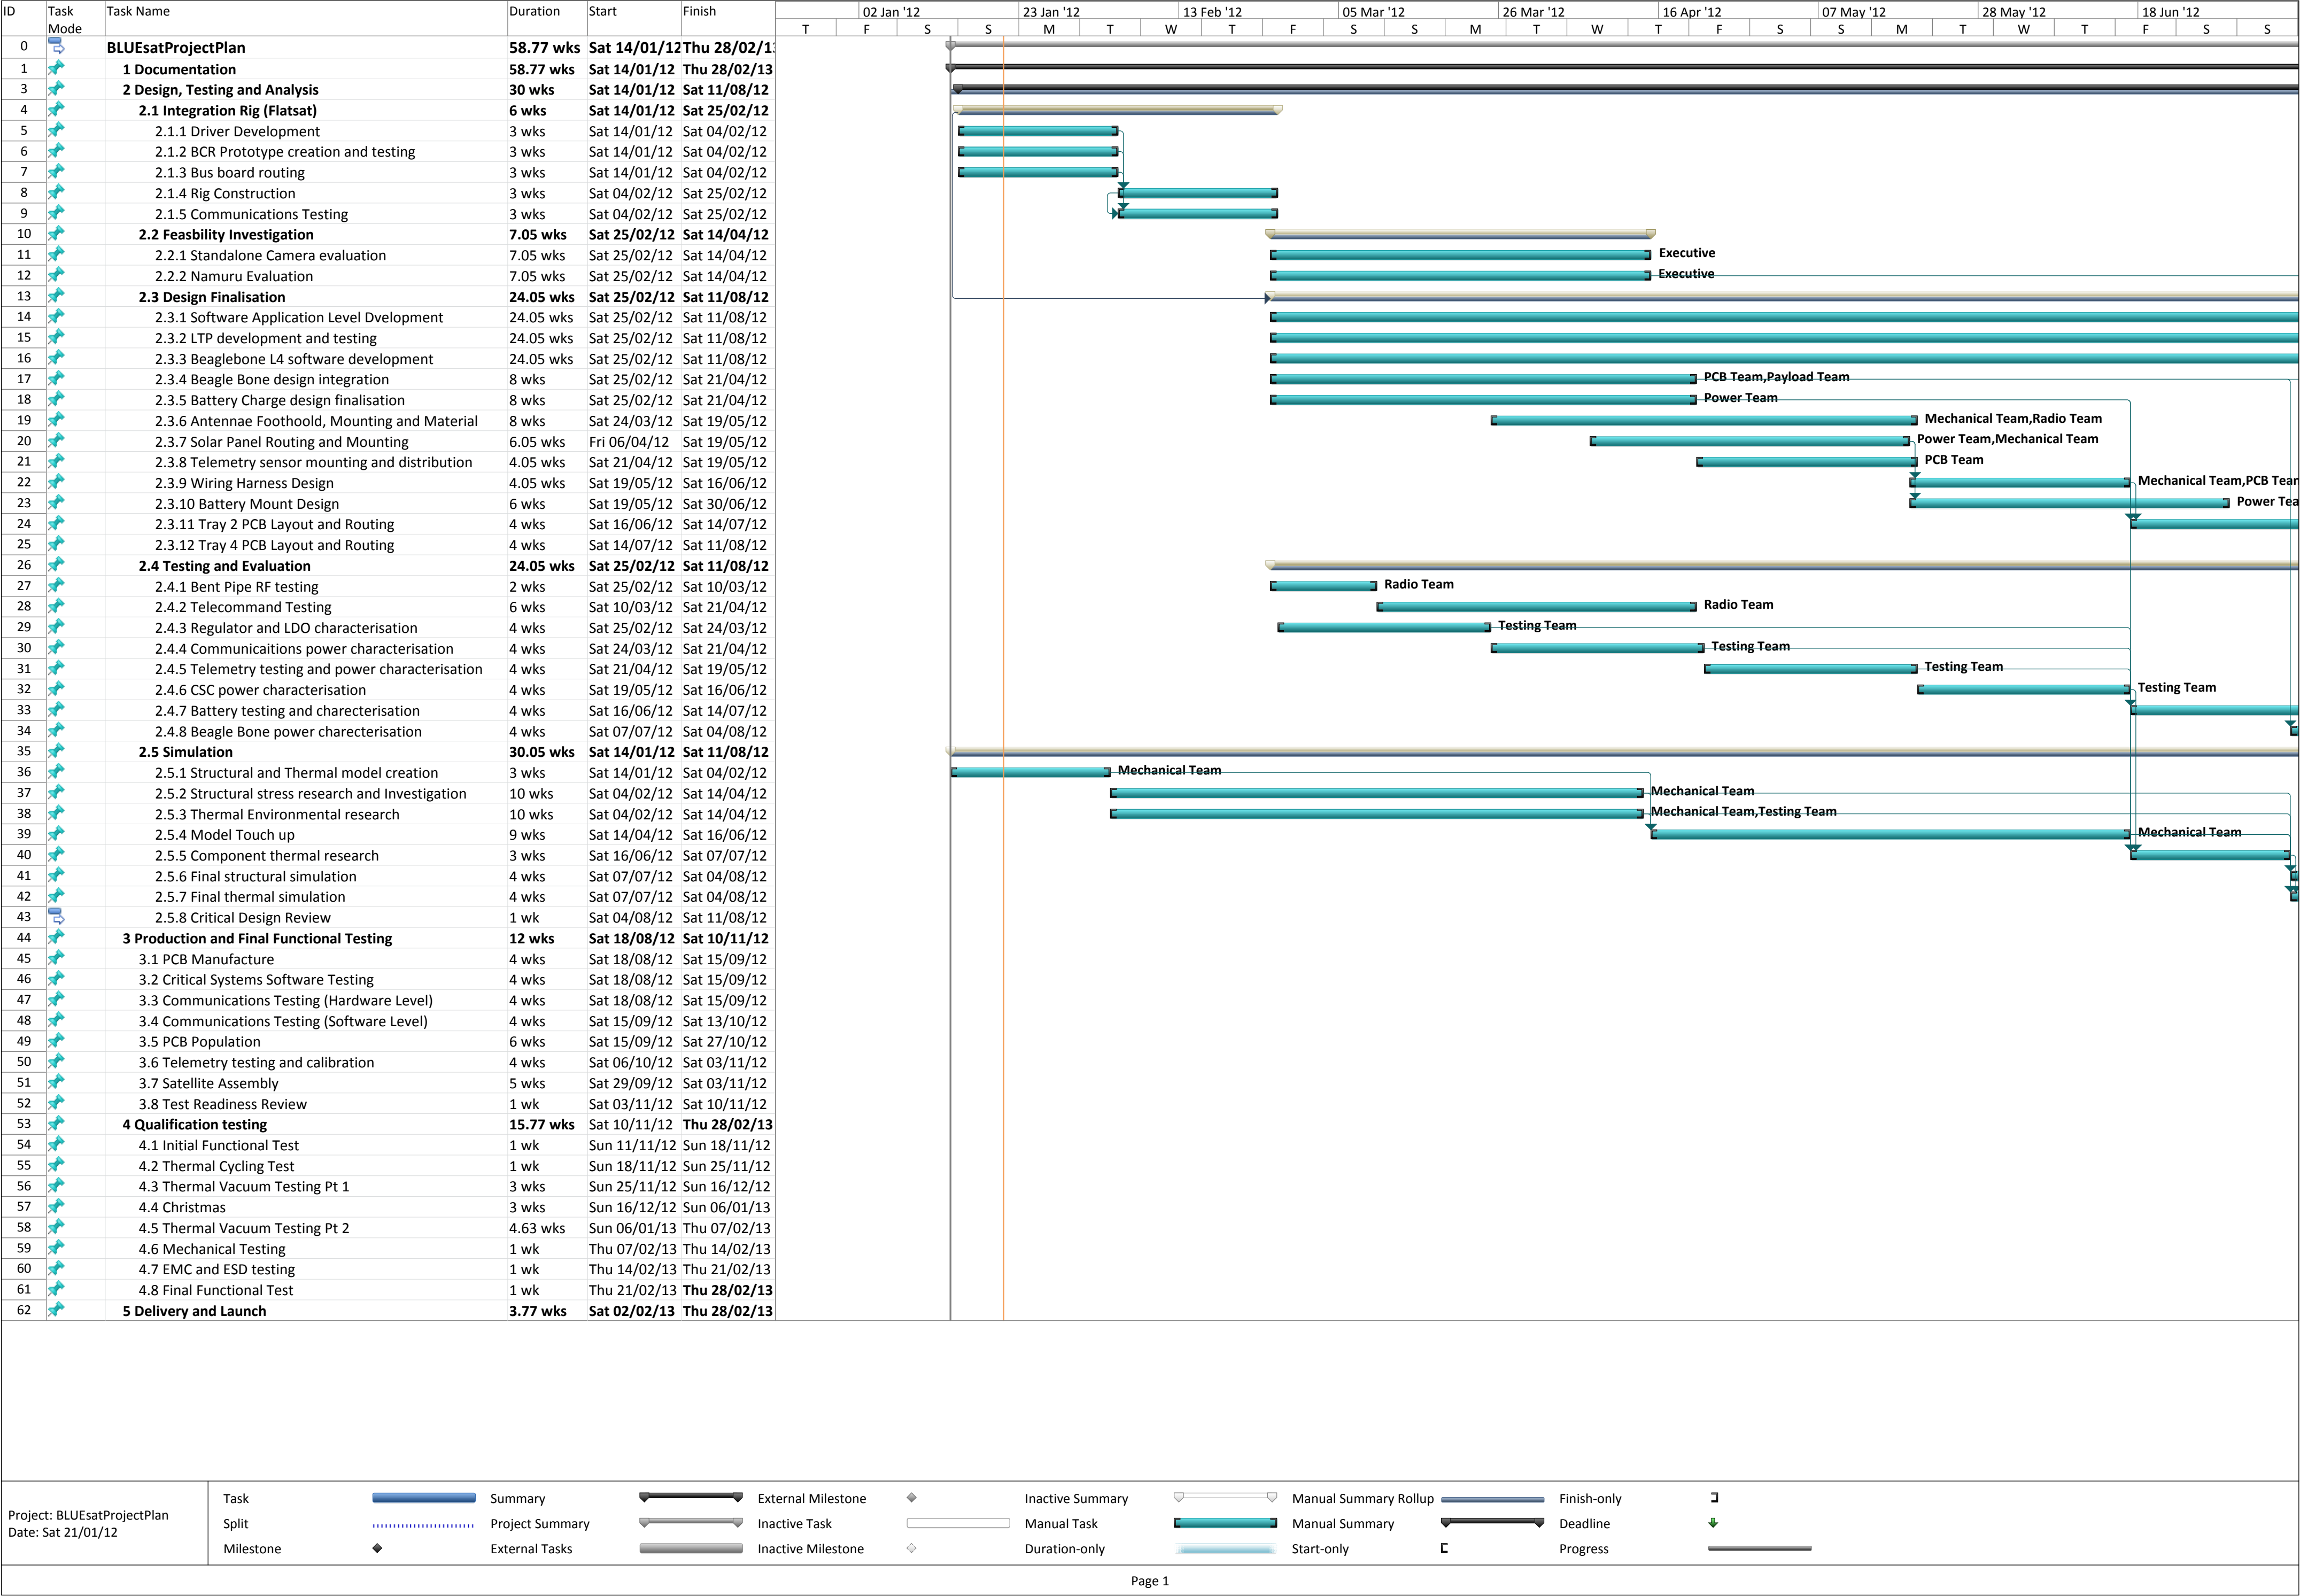 ID Task Mode Task Name Duration Start Finish
02 Jan '12 23 Jan '12 13 Feb '12 05 Mar '12 26 Mar '12 16 Apr '12 07 May '12 28 May '12 18 Jun '12
T F S S M T W T F S S M T W T F S S M T W T F S S
0 BLUEsatProjectPlan 58.77 wks Sat 14/01/12 Thu 28/02/13
1 1 Documentation 58.77 wks Sat 14/01/12 Thu 28/02/13
3 2 Design, Testing and Analysis 30 wks Sat 14/01/12 Sat 11/08/12
4 2.1 Integration Rig (Flatsat) 6 wks Sat 14/01/12 Sat 25/02/12
5 2.1.1 Driver Development 3 wks Sat 14/01/12 Sat 04/02/12
6 2.1.2 BCR Prototype creation and testing 3 wks Sat 14/01/12 Sat 04/02/12
7 2.1.3 Bus board routing 3 wks Sat 14/01/12 Sat 04/02/12
8 2.1.4 Rig Construction 3 wks Sat 04/02/12 Sat 25/02/12
9 2.1.5 Communications Testing 3 wks Sat 04/02/12 Sat 25/02/12
10 2.2 Feasbility Investigation 7.05 wks Sat 25/02/12 Sat 14/04/12
11 2.2.1 Standalone Camera evaluation 7.05 wks Sat 25/02/12 Sat 14/04/12 Executive
12 2.2.2 Namuru Evaluation 7.05 wks Sat 25/02/12 Sat 14/04/12 Executive
13 2.3 Design Finalisation 24.05 wks Sat 25/02/12 Sat 11/08/12
14 2.3.1 Software Application Level Dvelopment 24.05 wks Sat 25/02/12 Sat 11/08/12
15 2.3.2 LTP development and testing 24.05 wks Sat 25/02/12 Sat 11/08/12
16 2.3.3 Beaglebone L4 software development 24.05 wks Sat 25/02/12 Sat 11/08/12
17 2.3.4 Beagle Bone design integration 8 wks Sat 25/02/12 Sat 21/04/12 PCB Team,Payload Team
18 2.3.5 Battery Charge design finalisation 8 wks Sat 25/02/12 Sat 21/04/12 Power Team
19 2.3.6 Antennae Foothoold, Mounting and Material 8 wks Sat 24/03/12 Sat 19/05/12 Mechanical Team,Radio Team
20 2.3.7 Solar Panel Routing and Mounting 6.05 wks Fri 06/04/12 Sat 19/05/12 Power Team,Mechanical Team
21 2.3.8 Telemetry sensor mounting and distribution 4.05 wks Sat 21/04/12 Sat 19/05/12 PCB Team
22 2.3.9 Wiring Harness Design 4.05 wks Sat 19/05/12 Sat 16/06/12 Mechanical Team,PCB Tear
23 2.3.10 Battery Mount Design 6 wks Sat 19/05/12 Sat 30/06/12 Power Tea
24 2.3.11 Tray 2 PCB Layout and Routing 4 wks Sat 16/06/12 Sat 14/07/12
25 2.3.12 Tray 4 PCB Layout and Routing 4 wks Sat 14/07/12 Sat 11/08/12
26 2.4 Testing and Evaluation 24.05 wks Sat 25/02/12 Sat 11/08/12
27 2.4.1 Bent Pipe RF testing 2 wks Sat 25/02/12 Sat 10/03/12 Radio Team
28 2.4.2 Telecommand Testing 6 wks Sat 10/03/12 Sat 21/04/12 Radio Team
29 2.4.3 Regulator and LDO characterisation 4 wks Sat 25/02/12 Sat 24/03/12 Testing Team
30 2.4.4 Communicaitions power characterisation 4 wks Sat 24/03/12 Sat 21/04/12 Testing Team
31 2.4.5 Telemetry testing and power characterisation 4 wks Sat 21/04/12 Sat 19/05/12 Testing Team
32 2.4.6 CSC power characterisation 4 wks Sat 19/05/12 Sat 16/06/12 Testing Team
33 2.4.7 Battery testing and charecterisation 4 wks Sat 16/06/12 Sat 14/07/12
34 2.4.8 Beagle Bone power charecterisation 4 wks Sat 07/07/12 Sat 04/08/12
35 2.5 Simulation 30.05 wks Sat 14/01/12 Sat 11/08/12
36 2.5.1 Structural and Thermal model creation 3 wks Sat 14/01/12 Sat 04/02/12 Mechanical Team
37 2.5.2 Structural stress research and Investigation 10 wks Sat 04/02/12 Sat 14/04/12 Mechanical Team
38 2.5.3 Thermal Environmental research 10 wks Sat 04/02/12 Sat 14/04/12 Mechanical Team,Testing Team
39 2.5.4 Model Touch up 9 wks Sat 14/04/12 Sat 16/06/12 Mechanical Team
40 2.5.5 Component thermal research 3 wks Sat 16/06/12 Sat 07/07/12
41 2.5.6 Final structural simulation 4 wks Sat 07/07/12 Sat 04/08/12
42 2.5.7 Final thermal simulation 4 wks Sat 07/07/12 Sat 04/08/12
43 2.5.8 Critical Design Review 1 wk Sat 04/08/12 Sat 11/08/12
44 3 Production and Final Functional Testing 12 wks Sat 18/08/12 Sat 10/11/12
45 3.1 PCB Manufacture 4 wks Sat 18/08/12 Sat 15/09/12
46 3.2 Critical Systems Software Testing 4 wks Sat 18/08/12 Sat 15/09/12
47 3.3 Communications Testing (Hardware Level) 4 wks Sat 18/08/12 Sat 15/09/12
48 3.4 Communications Testing (Software Level) 4 wks Sat 15/09/12 Sat 13/10/12
49 3.5 PCB Population 6 wks Sat 15/09/12 Sat 27/10/12
50 3.6 Telemetry testing and calibration 4 wks Sat 06/10/12 Sat 03/11/12
51 3.7 Satellite Assembly 5 wks Sat 29/09/12 Sat 03/11/12
52 3.8 Test Readiness Review 1 wk Sat 03/11/12 Sat 10/11/12
53 4 Qualification testing 15.77 wks Sat 10/11/12 Thu 28/02/13
54 4.1 Initial Functional Test 1 wk Sun 11/11/12 Sun 18/11/12
55 4.2 Thermal Cycling Test 1 wk Sun 18/11/12 Sun 25/11/12
56 4.3 Thermal Vacuum Testing Pt 1 3 wks Sun 25/11/12 Sun 16/12/12
57 4.4 Christmas 3 wks Sun 16/12/12 Sun 06/01/13
58 4.5 Thermal Vacuum Testing Pt 2 4.63 wks Sun 06/01/13 Thu 07/02/13
59 4.6 Mechanical Testing 1 wk Thu 07/02/13 Thu 14/02/13
60 4.7 EMC and ESD testing 1 wk Thu 14/02/13 Thu 21/02/13
61 4.8 Final Functional Test 1 wk Thu 21/02/13 Thu 28/02/13
62 5 Delivery and Launch 3.77 wks Sat 02/02/13 Thu 28/02/13
Project: BLUEsatProjectPlan
Date: Sat 21/01/12
Task Summary External Milestone Inactive Summary Manual Summary Rollup Finish-only
Split Project Summary Inactive Task Manual Task Manual Summary Deadline
Milestone External Tasks Inactive Milestone Duration-only Start-only Progress
Page 1